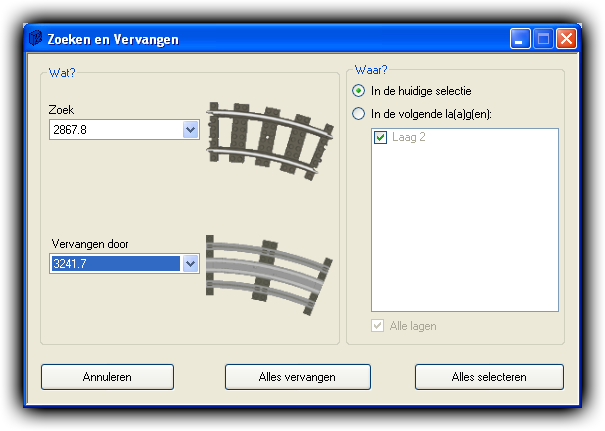 Zoeken en Vervangen
Wat?
Zoek
2867.8
Vervangen door
3241.7
Waar?
In de huidige selectie
In de volgende la(a)g(en):
Laag 2
Alle lagen
Annuleren
Alles vervangen
Alles selecteren